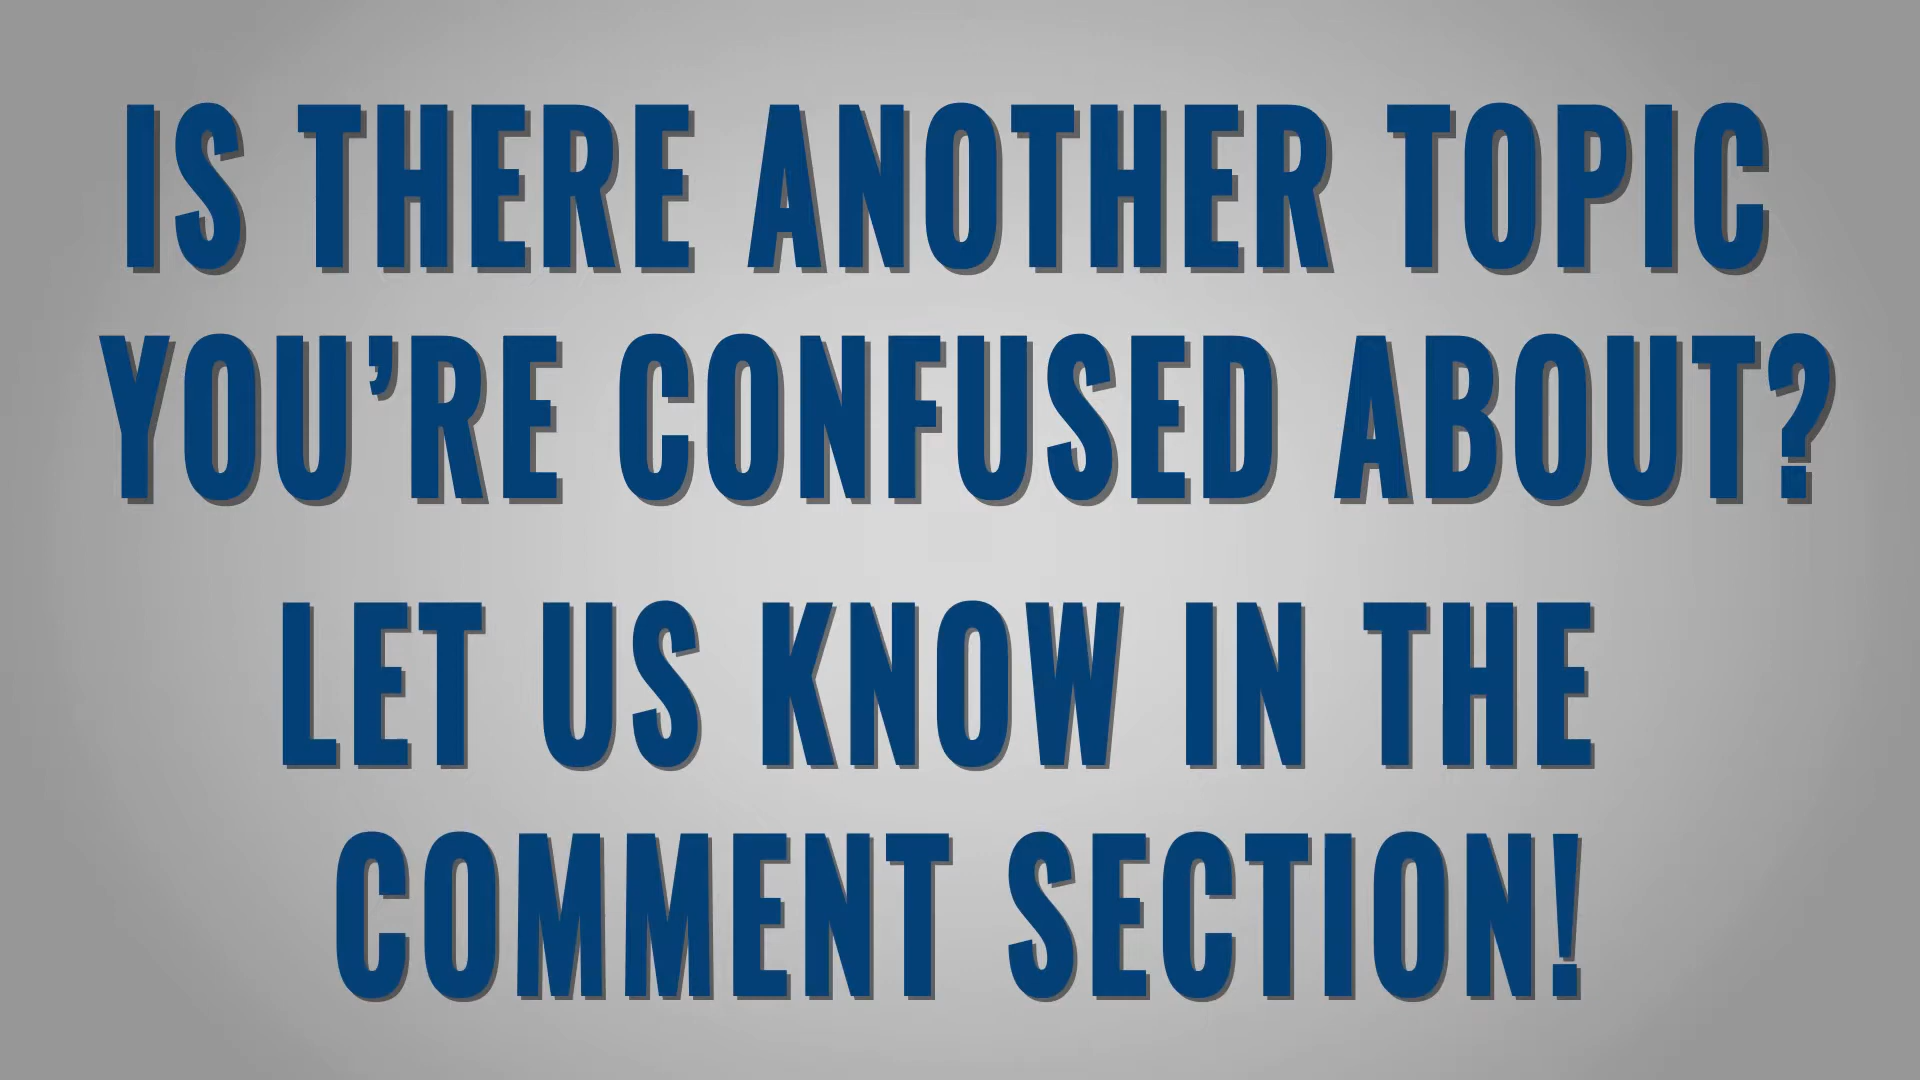 IS THERE ANOTHER TOPIC
YOU’RE CONFUSED ABOUT?
LET US KNOW IN THE
COMMENT SECTION!